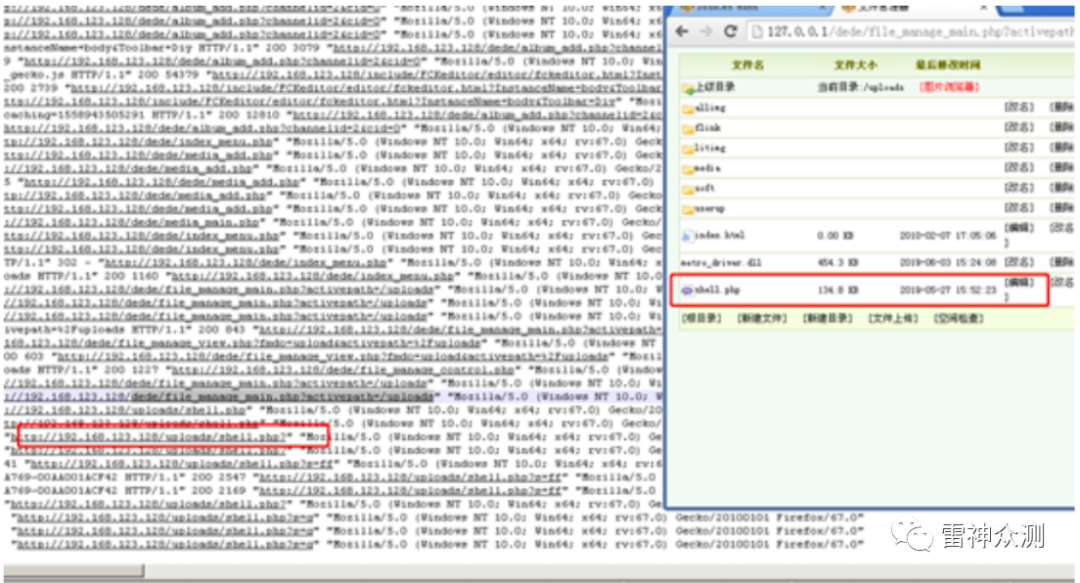 //192.168.123.128/dede/album_add.php?channelid=2&cid=0" "Mozilla/5.0 (Windows NT 10.0; Win64; x6
nstanceName=body&Toolbar=Diy HTTP/1.1" 200 3079 "http://192.168.123.128/dede/album_add.php?channel
9 "http://192.168.123.128/dede/album_add.php?channelid=2&cid=0" "Mozilla/5.0 (Windows NT 10.0; Win
_gecko.js HTTP/1.1" 200 54379 "http://192.168.123.128/include/FCKeditor/editor/fckeditor.html?Inst
200 2739 "http://192.168.123.128/include/FCKeditor/editor/fckeditor.html?InstanceName=body&Toolbar
/include/FCKeditor/editor/fckeditor.html?InstanceName=body&Toolbar=Diy" "Mozilla/5.0 (Windows NT
caching=1558943505291 HTTP/1.1" 200 12810 "http://192.168.123.128/dede/album_add.php?channelid=2&c
http://192.168.123.128/dede/album_add.php?channelid=2&cid=0" "Mozilla/5.0 (Windows NT 10.0; Win64;
ttp://192.168.123.128/dede/index_menu.php" "Mozilla/5.0 (Windows NT 10.0; Win64; x64; rv:67.0) Geck
ttp://192.168.123.128/dede/media_add.php" "Mozilla/5.0 (Windows NT 10.0; Win64; x64; rv:67.0) Geck
://192.168.123.128/dede/media_add.php" "Mozilla/5.0 (Windows NT 10.0; Win64; x64; rv:67.0) Gecko/2
5 "http://192.168.123.128/dede/media_add.php" "Mozilla/5.0 (Windows NT 10.0; Win64; x64; rv:67.0)
ttp://192.168.123.128/dede/media_add.php" "Mozilla/5.0 (Windows NT 10.0; Win64; x64; rv:67.0) Geck
ttp://192.168.123.128/dede/media_add.php" "Mozilla/5.0 (Windows NT 10.0; Win64; x64; rv:67.0) Geck
://192.168.123.128/dede/media_main.php" "Mozilla/5.0 (Windows NT 10.0; Win64; x64; rv:67.0) Gecko/
ttp://192.168.123.128/dede/index_menu.php" "Mozilla/5.0 (Windows NT 10.0; Win64; x64; rv:67.0) Gec
ttp://192.168.123.128/dede/index_menu.php" "Mozilla/5.0 (Windows NT 10.0; Win64; x64; rv:67.0) Gec
TP/1.1" 302 - "http://192.168.123.128/dede/index_menu.php" "Mozilla/5.0 (Windows NT 10.0; Win64; x
oads HTTP/1.1" 200 1160 "http://192.168.123.128/dede/index_menu.php" "Mozilla/5.0 (Windows NT 10.0
//192.168.123.128/dede/file_manage_main.php?activepath=/uploads" "Mozilla/5.0 (Windows NT 10.0; Wi
//192.168.123.128/dede/file_manage_main.php?activepath=/uploads" "Mozilla/5.0 (Windows NT 10.0; Wi
ivepath=%2Fuploads HTTP/1.1" 200 843 "http://192.168.123.128/dede/file_manage_main.php?activepath=
//192.168.123.128/dede/file_manage_view.php?fmdo=upload&activepath=%2Fuploads" "Mozilla/5.0 (Windows NT
00 603 "http://192.168.123.128/dede/file_manage_view.php?fmdo=upload&activepath=%2Fuploads" "Mozil
oads HTTP/1.1" 200 1227 "http://192.168.123.128/dede/file_manage_control.php" "Mozilla/5.0 (Window
//192.168.123.128/dede/file_manage_main.php?activepath=/uploads" "Mozilla/5.0 (Windows NT 10.0; Wi
://192.168.123.128/dede/file_manage_main.php?activepath=/uploads" "Mozilla/5.0 (Windows NT 10.0; W
//192.168.123.128/uploads/shell.php" "Mozilla/5.0 (Windows NT 10.0; Win64; x64; rv:67.0) Gecko/20
tp://192.168.123.128/uploads/shell.php" "Mozilla/5.0 (Windows NT 10.0; Win64; x64; rv:67.0) Gecko/
"http://192.168.123.128/uploads/shell.php?" "Mozilla/5.0 (Windows NT 10.0; Win64; x64; rv:67.0) Ge
"http://192.168.123.128/uploads/shell.php?" "Mozilla/5.0 (Windows NT 10.0; Win64; x64; rv:67.0) Ge
41 "http://192.168.123.128/uploads/shell.php?s=ff" "Mozilla/5.0 (Windows NT 10.0; Win64; x64; rv:6
A769-00AA001ACF42 HTTP/1.1" 200 2547 "http://192.168.123.128/uploads/shell.php?s=ff" "Mozilla/5.0
A769-00AA001ACF42 HTTP/1.1" 200 2169 "http://192.168.123.128/uploads/shell.php?s=ff" "Mozilla/5.0
"http://192.168.123.128/uploads/shell.php?" "Mozilla/5.0 (Windows NT 10.0; Win64; x64; rv:67.0) Ge
"http://192.168.123.128/uploads/shell.php?s=g" "Mozilla/5.0 (Windows NT 10.0; Win64; x64; rv:67.0) Gecko/20100101 Firefox/67.0"
"http://192.168.123.128/uploads/shell.php?s=g" "Mozilla/5.0 (Windows NT 10.0; Win64; x64; rv:67.0) Gecko/20100101 Firefox/67.0"
"http://192.168.123.128/uploads/shell.php?s=g" "Mozilla/5.0 (Windows NT 10.0; Win64; x64; rv:67.0) Gecko/20100101 Firefox/67.0"
文件管理器
127.0.0.1/dede/file_manage_main.php?activepath
文件名 文件大小 最后修改时间
上级目录 当前目录:/uploads [图片浏览器]
allimg [改名] [删除
flink [改名] [删除
litimg [改名] [删除
media [改名] [删除
soft [改名] [删除
userup [改名] [删除
index.html 0.00 KB 2010-02-07 17:05:06 [编辑] [改名
metro_driver.dll 454.3 KB 2019-06-03 15:24:08 [改名] [删除
shell.php 134.8 KB 2019-05-27 15:52:23 [编辑] [改名
[根目录] [新建文件] [新建目录] [文件上传] [空间检查]
雷神众测